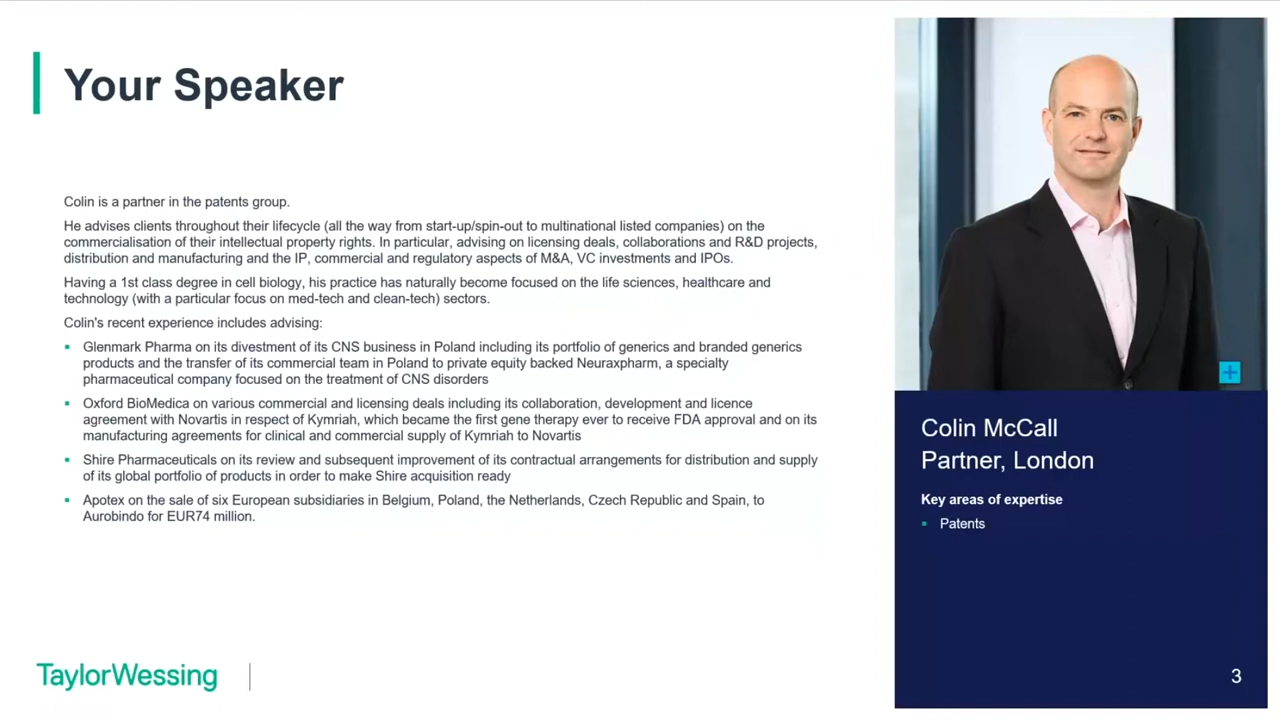 Your Speaker
Colin is a partner in the patents group.
He advises clients throughout their lifecycle (all the way from start-up/spin-out to multinational listed companies) on the
commercialisation of their intellectual property rights. In particular, advising on licensing deals, collaborations and R&D projects,
distribution and manufacturing and the IP, commercial and regulatory aspects of M&A, VC investments and IPOs.
Having a 1st class degree in cell biology, his practice has naturally become focused on the life sciences, healthcare and
technology (with a particular focus on med-tech and clean-tech) sectors.
Colin's recent experience includes advising:
Glenmark Pharma on its divestment of its CNS business in Poland including its portfolio of generics and branded generics
products and the transfer of its commercial team in Poland to private equity backed Neuraxpharm, a specialty
pharmaceutical company focused on the treatment of CNS disorders
Oxford BioMedica on various commercial and licensing deals including its collaboration, development and licence
agreement with Novartis in respect of Kymriah, which became the first gene therapy ever to receive FDA approval and on its
manufacturing agreements for clinical and commercial supply of Kymriah to Novartis
Shire Pharmaceuticals on its review and subsequent improvement of its contractual arrangements for distribution and supply
of its global portfolio of products in order to make Shire acquisition ready
Apotex on the sale of six European subsidiaries in Belgium, Poland, the Netherlands, Czech Republic and Spain, to
Aurobindo for EUR74 million.
Colin McCall
Partner, London
Key areas of expertise
Patents
TaylorWessing
3